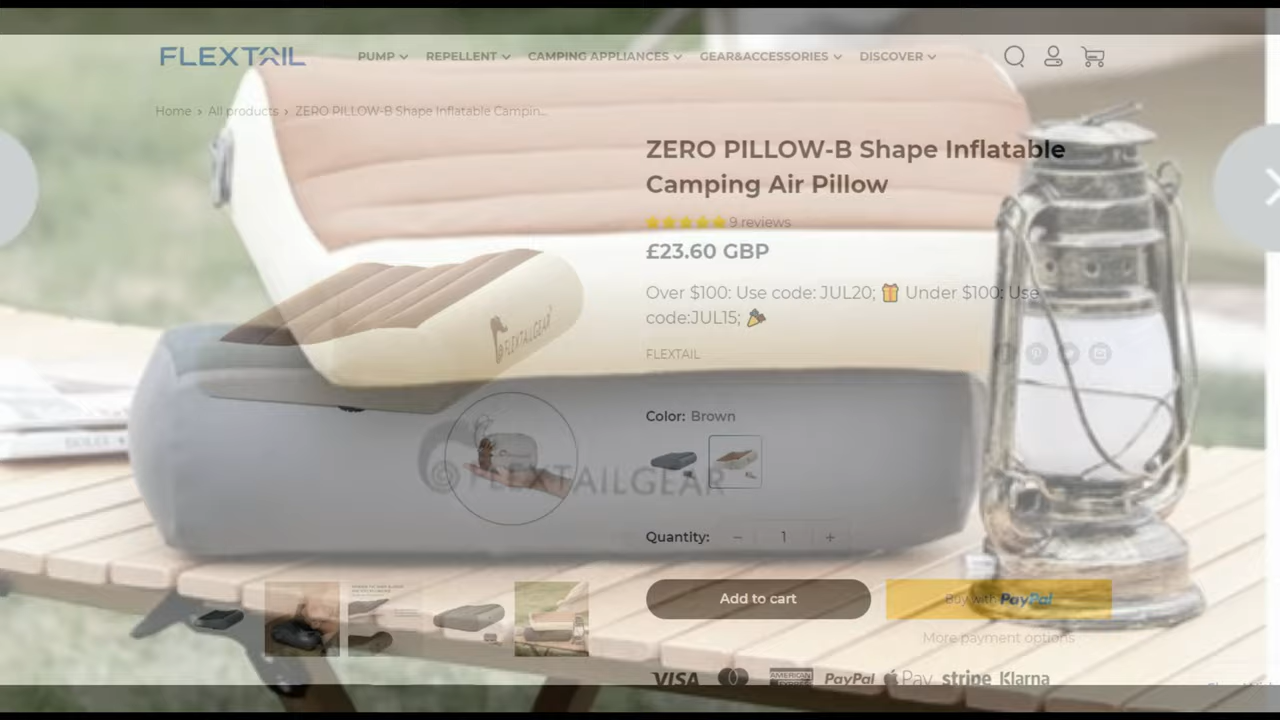 FLEXTAIL
PUMP REPELLENT CAMPING APPLIANCES GEAR&ACCESSORIES DISCOVER
Home › All products › ZERO PILLOW-B Shape Inflatable Campin...
ZERO PILLOW-B Shape Inflatable
Camping Air Pillow
9 reviews
£23.60 GBP
Over $100: Use code: JUL20; 🎁 Under $100: Use
code:JUL15; 🎉
FLEXTAIL
©FLEXTAILGEAR
Color: Brown
©FLEXTAILGEAR
Quantity: − 1 +
Add to cart
Buy with PayPal
More payment options
VISA AMERICAN EXPRESS PayPal Pay stripe Klarna